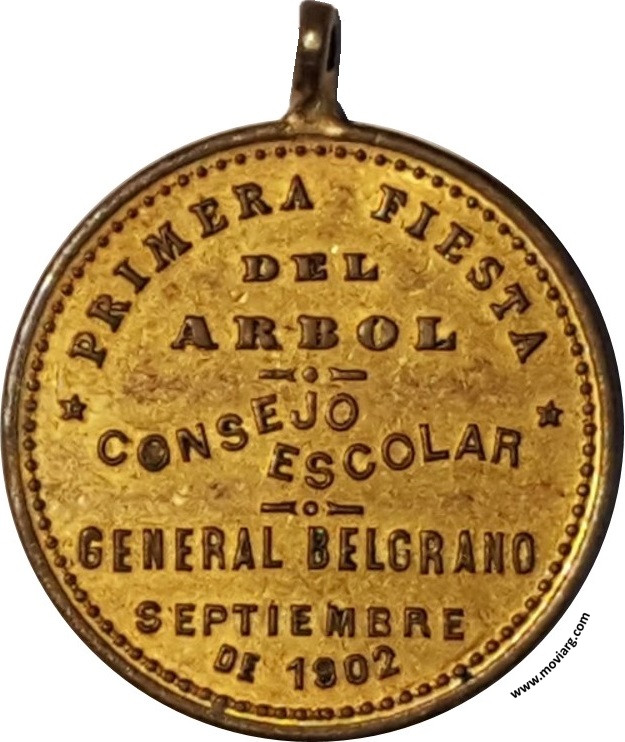 PRIMERA FIESTA
DEL
ARBOL
CONSEJO
ESCOLAR
GENERAL BELGRANO
SEPTIEMBRE
DE 1902
www.moviarg.com